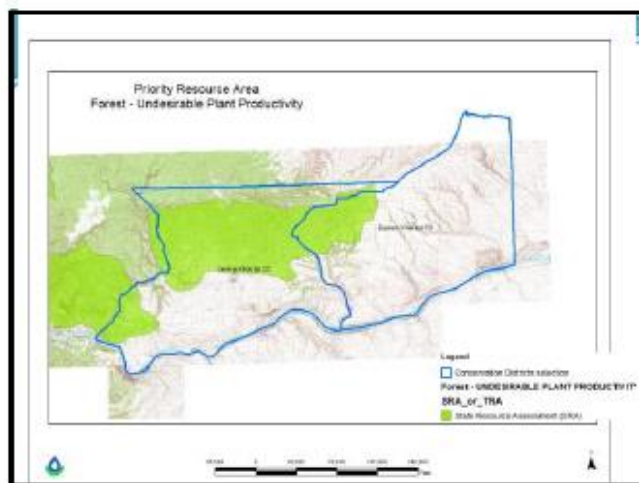 Priority Resource Area
Forest - Undesirable Plant Productivity
Legend
Conservation Districts selection
Forest - UNDESIRABLE PLANT PRODUCTIVITY
SRA_or_TRA
State Resource Assessment (SRA)